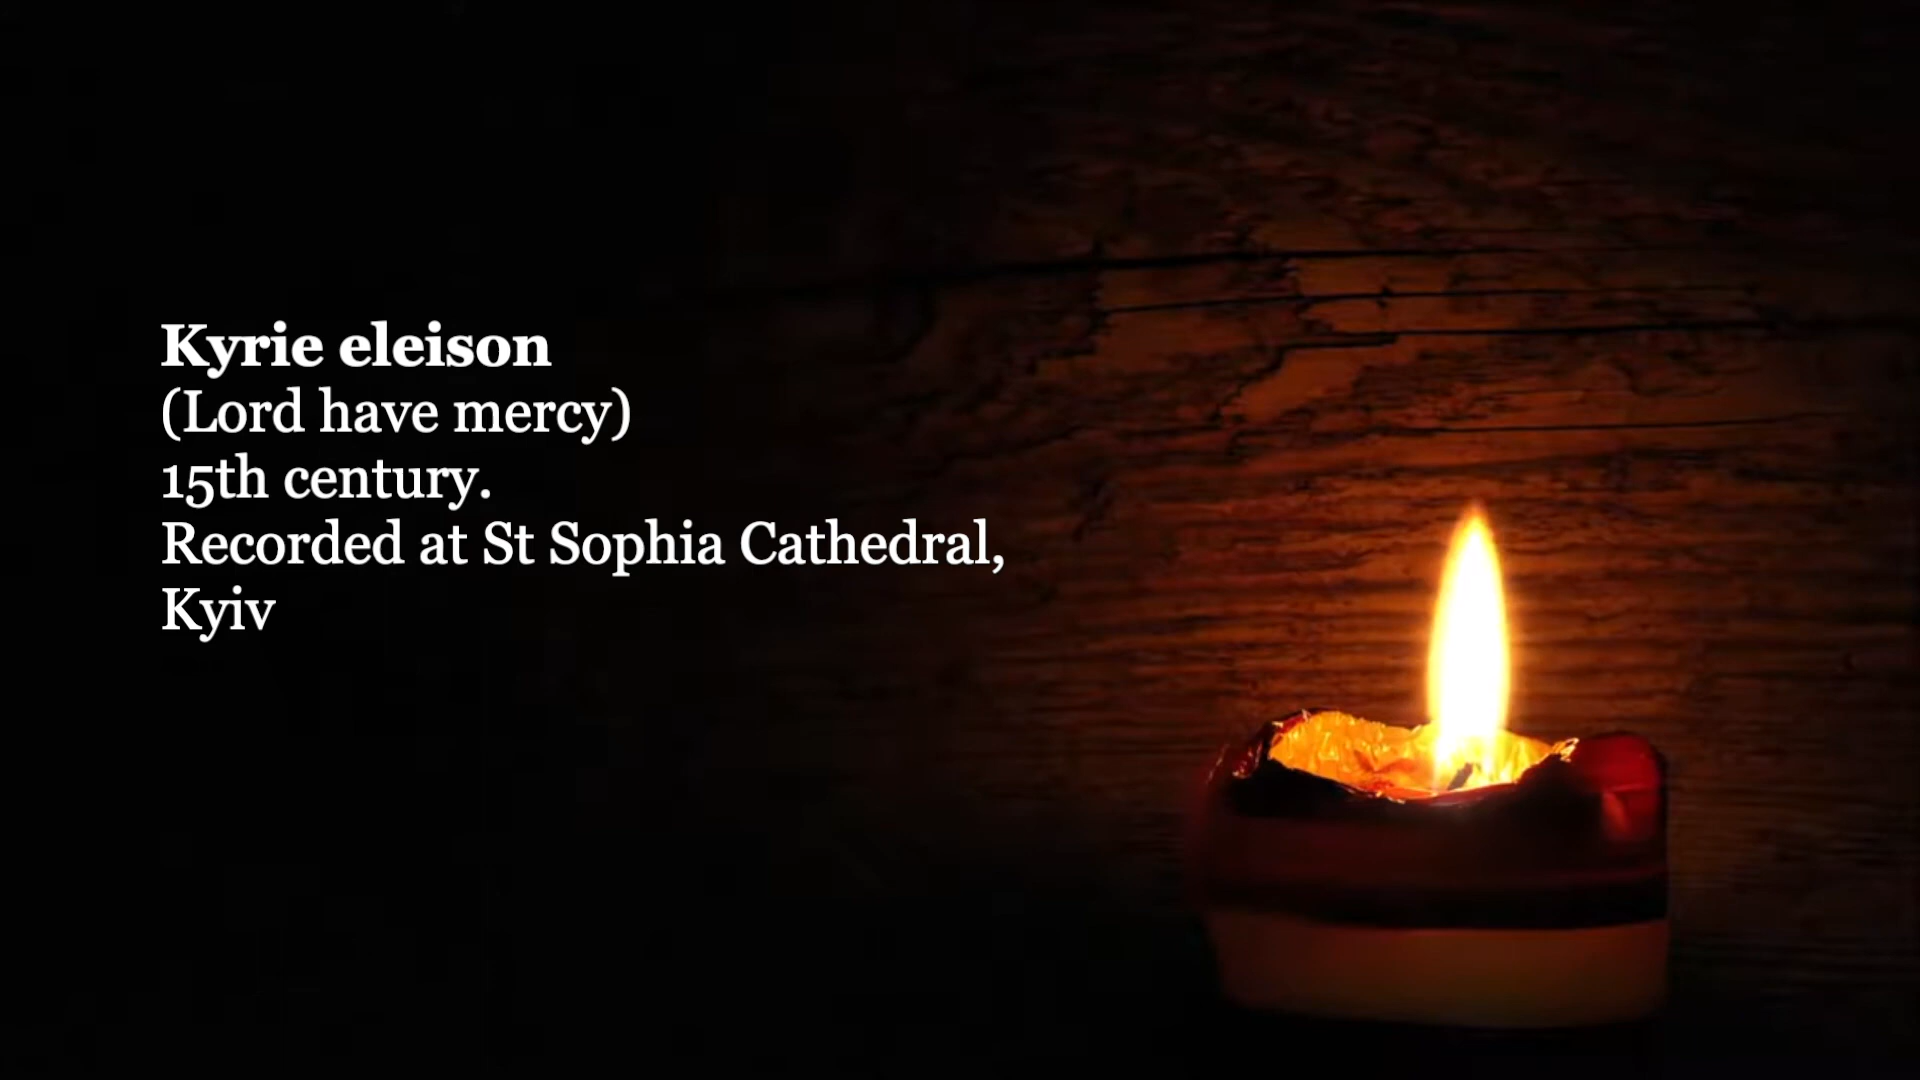 Kyrie eleison
(Lord have mercy)
15th century.
Recorded at St Sophia Cathedral,
Kyiv